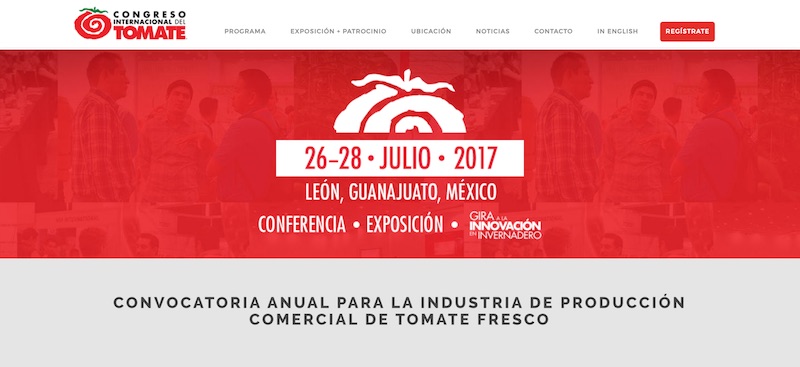 CONGRESO
INTERNACIONAL DEL
TOMATE
PROGRAMA EXPOSICIÓN + PATROCINIO UBICACIÓN NOTICIAS CONTACTO IN ENGLISH REGÍSTRATE
26–28 • JULIO • 2017
LEÓN, GUANAJUATO, MÉXICO
CONFERENCIA • EXPOSICIÓN •
GIRA A LA
INNOVACIÓN
EN INVERNADERO
CONVOCATORIA ANUAL PARA LA INDUSTRIA DE PRODUCCIÓN
COMERCIAL DE TOMATE FRESCO